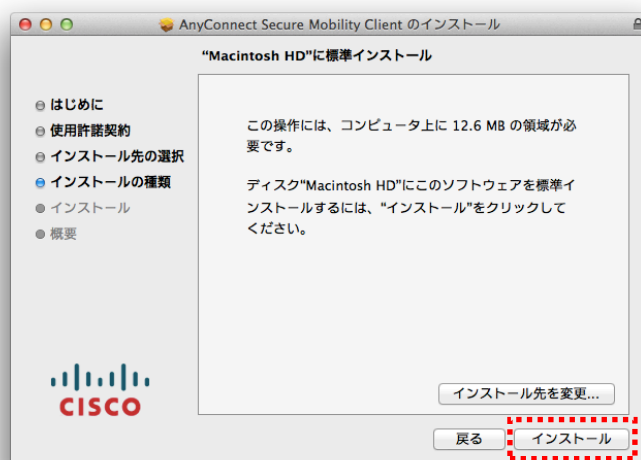 AnyConnect Secure Mobility Client のインストール
“Macintosh HD”に標準インストール
はじめに
使用許諾契約
インストール先の選択
インストールの種類
インストール
概要
この操作には、コンピュータ上に 12.6 MB の領域が必
要です。
ディスク“Macintosh HD”にこのソフトウェアを標準イ
ンストールするには、“インストール”をクリックして
ください。
CISCO
インストール先を変更...
戻る
インストール